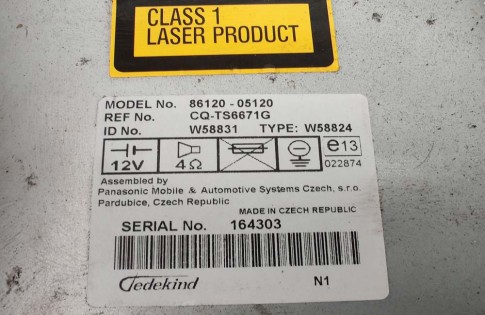 CLASS 1
LASER PRODUCT
MODEL No. 86120 - 05120
REF No. CQ-TS6671G
ID No. W58831 TYPE: W58824
12V 4Ω e13
022874
Assembled by
Panasonic Mobile & Automotive Systems Czech, s.r.o.
Pardubice, Czech Republic
MADE IN CZECH REPUBLIC
SERIAL No. 164303
Tedekind N1